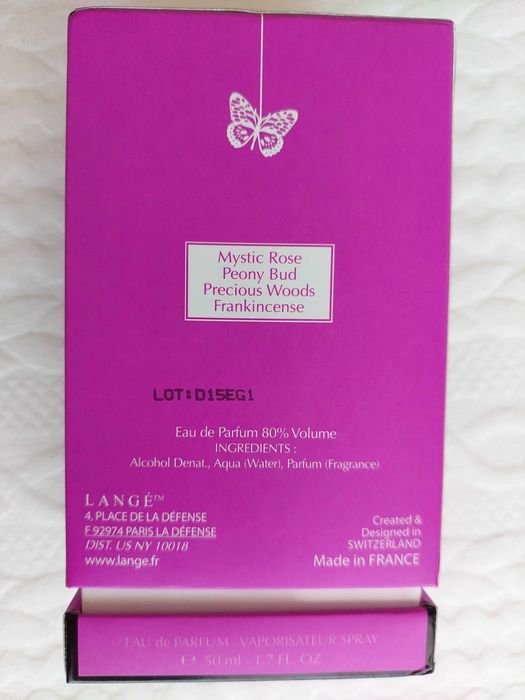 Mystic Rose
Peony Bud
Precious Woods
Frankincense
LOT:D15EG1
Eau de Parfum 80% Volume
INGREDIENTS :
Alcohol Denat., Aqua (Water), Parfum (Fragrance)
LANGÉ™
4, PLACE DE LA DÉFENSE
F 92974 PARIS LA DÉFENSE
DIST. US NY 10018
www.lange.fr
Created &
Designed in
SWITZERLAND
Made in FRANCE
EAU de PARFUM - VAPORISATEUR SPRAY
℮ 50 ml - 1.7 FL. OZ